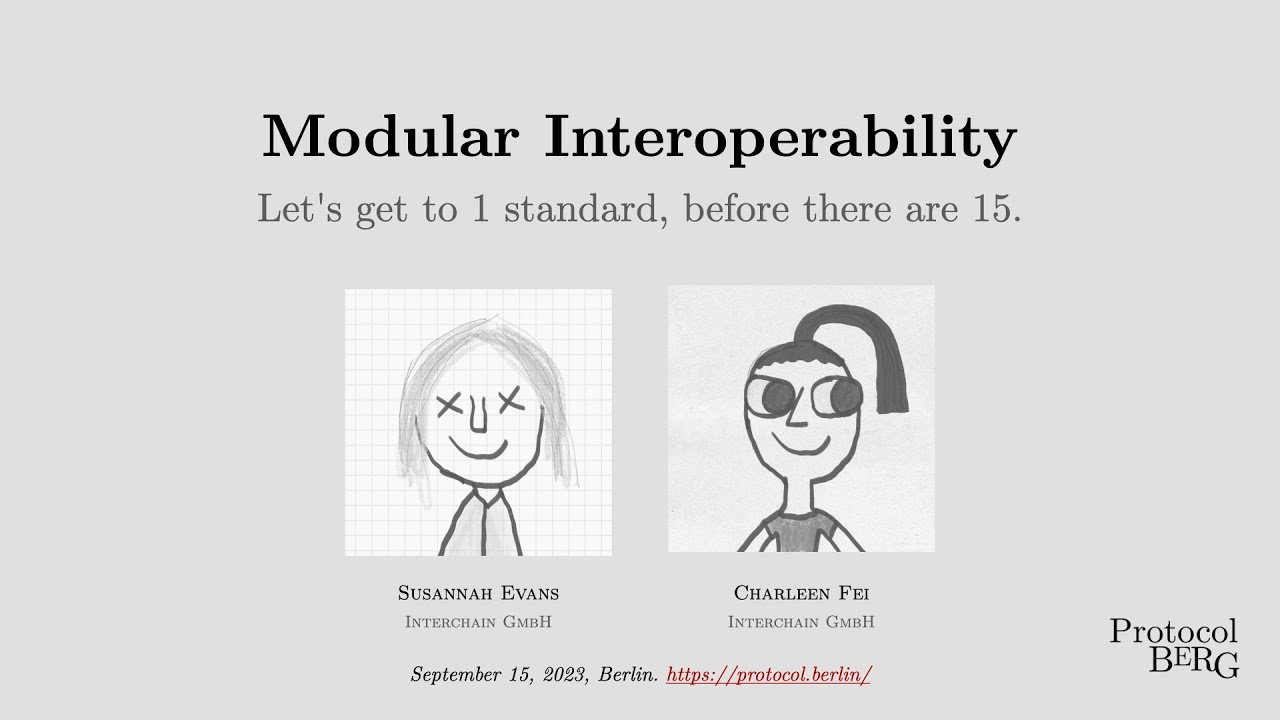 Modular Interoperability
Let's get to 1 standard, before there are 15.
Susannah Evans
Interchain GmbH
Charleen Fei
Interchain GmbH
September 15, 2023, Berlin. https://protocol.berlin/
Protocol
BERG